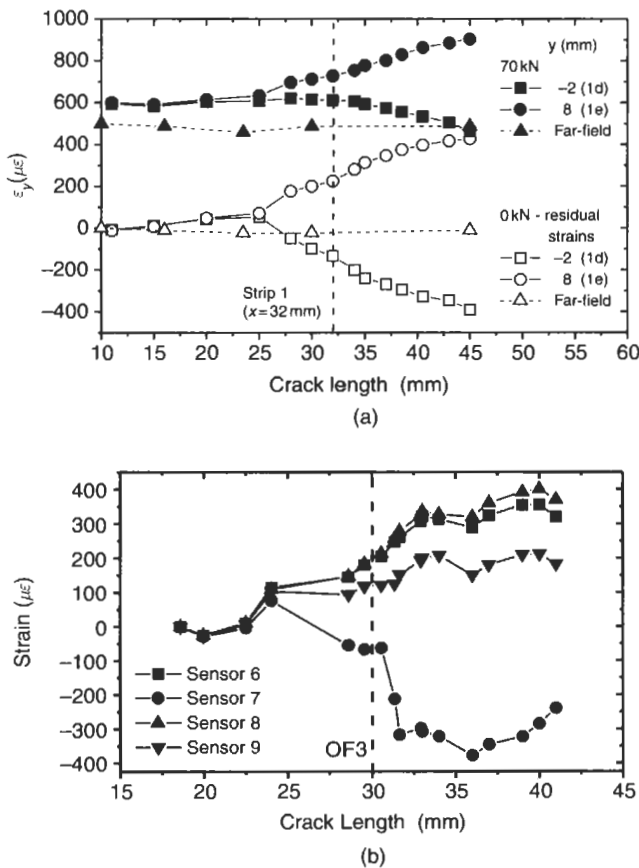 1000
800
600
400
200
0
−200
−400
εy(με)
y (mm)
70 kN
−2 (1d)
8 (1e)
Far-field
0 kN - residual
strains
−2 (1d)
8 (1e)
Far-field
Strip 1
(x=32 mm)
10 15 20 25 30 35 40 45 50 55 60
Crack length (mm)
(a)
400
300
200
100
0
−100
−200
−300
−400
Strain (με)
Sensor 6
Sensor 7
Sensor 8
Sensor 9
OF3
15 20 25 30 35 40 45
Crack Length (mm)
(b)